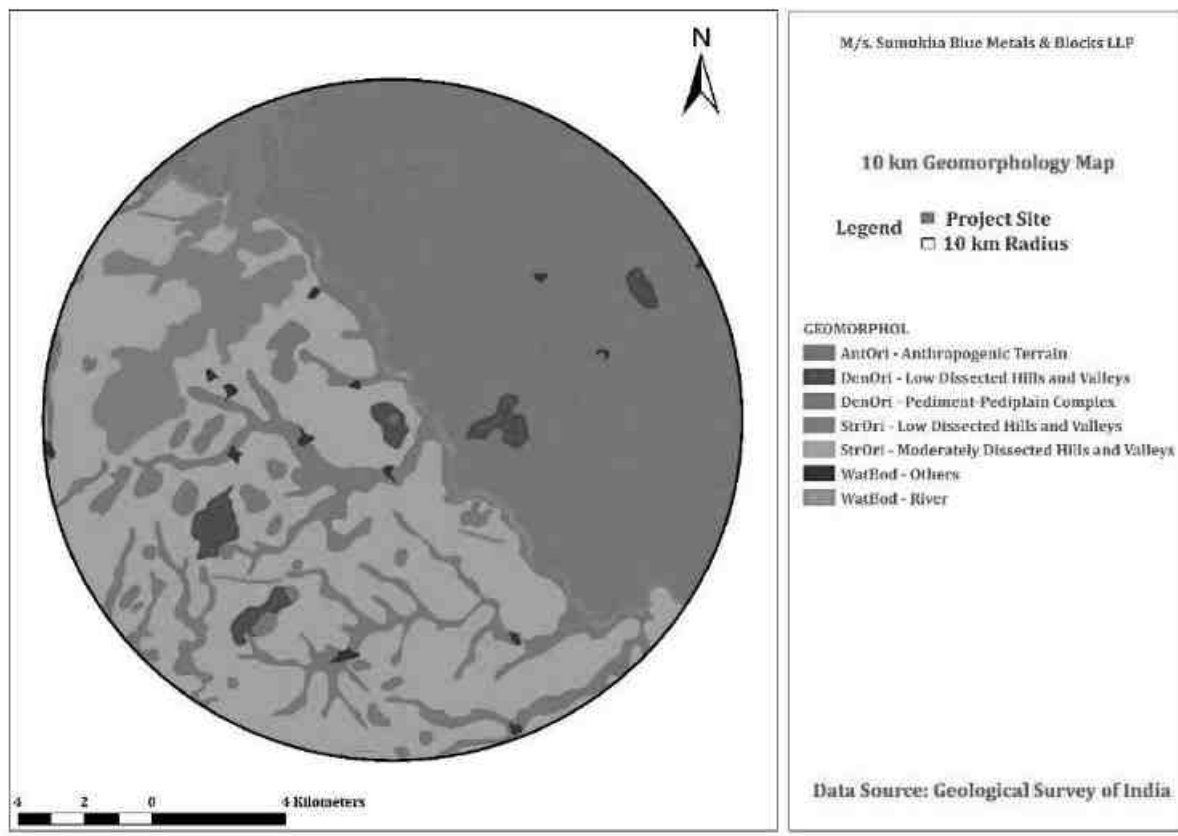 N
M/s. Sumukha Blue Metals & Blocks LLP
10 km Geomorphology Map
Legend
Project Site
10 km Radius
GEOMORPHOL
AntOri - Anthropogenic Terrain
DenOri - Low Dissected Hills and Valleys
DenOri - Pediment-Pediplain Complex
StrOri - Low Dissected Hills and Valleys
StrOri - Moderately Dissected Hills and Valleys
WatBod - Others
WatBod - River
4 2 0 4 Kilometers
Data Source: Geological Survey of India